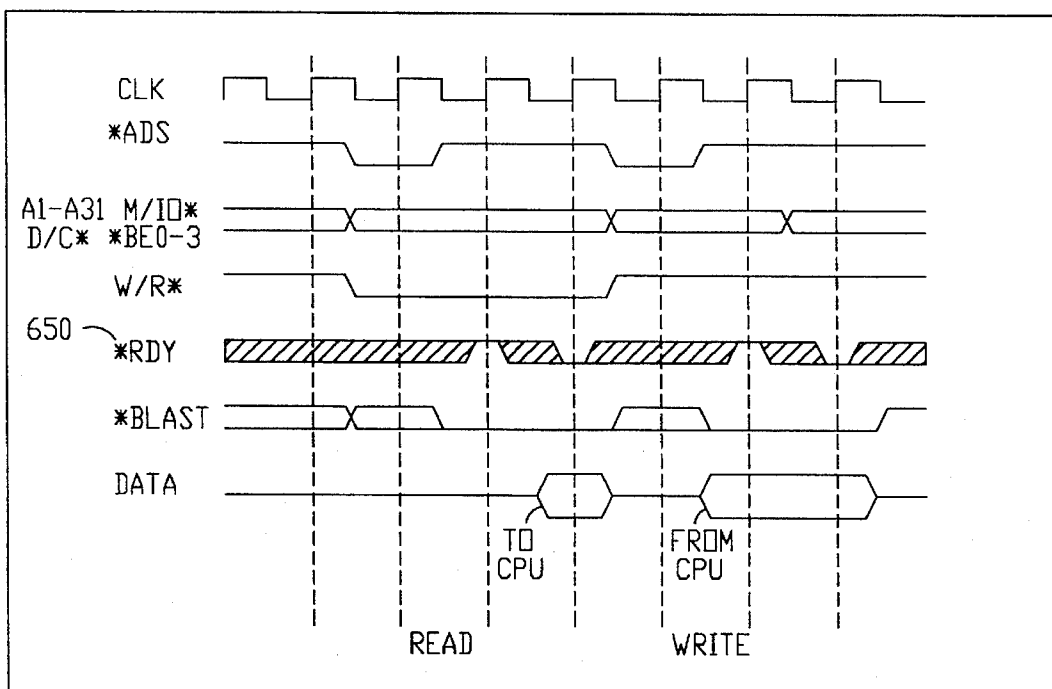 CLK
*ADS
A1-A31 M/IO*
D/C* *BE0-3
W/R*
650
*RDY
*BLAST
DATA
TO
CPU
FROM
CPU
READ
WRITE